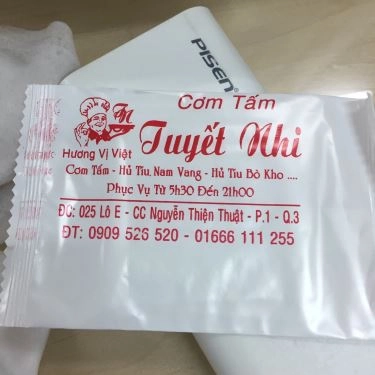 PISEN
Cơm Tấm
TN Tuyết Nhi
Hương Vị Việt
Cơm Tấm - Hủ Tíu, Nam Vang - Hủ Tíu Bò Kho ....
Phục Vụ Từ 5h30 Đến 21h00
ĐC: 025 Lô E - CC Nguyễn Thiện Thuật - P.1 - Q.3
ĐT: 0909 526 520 - 01666 111 255